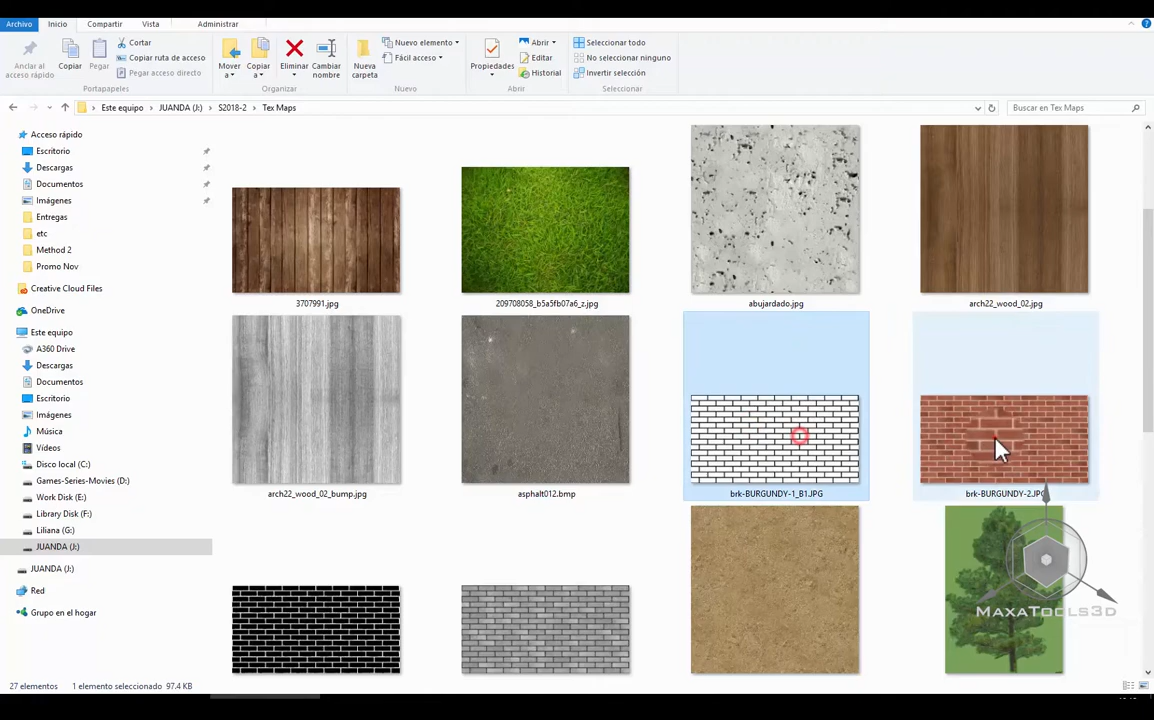 Archivo
Inicio
Compartir
Vista
Administrar
Anclar al
acceso rápido
Copiar
Pegar
Cortar
Copiar ruta de acceso
Pegar acceso directo
Portapapeles
Mover
a
Copiar
a
Eliminar
Cambiar
nombre
Organizar
Nueva
carpeta
Nuevo elemento
Fácil acceso
Nuevo
Propiedades
Abrir
Editar
Historial
Abrir
Seleccionar todo
No seleccionar ninguno
Invertir selección
Seleccionar
Este equipo > JUANDA (J:) > S2018-2 > Tex Maps
Buscar en Tex Maps
Acceso rápido
Escritorio
Descargas
Documentos
Imágenes
Entregas
etc
Method 2
Promo Nov
Creative Cloud Files
OneDrive
Este equipo
A360 Drive
Descargas
Documentos
Escritorio
Imágenes
Música
Vídeos
Disco local (C:)
Games-Series-Movies (D:)
Work Disk (E:)
Library Disk (F:)
Liliana (G:)
JUANDA (J:)
JUANDA (J:)
Red
Grupo en el hogar
3707991.jpg
209708058_b5a5fb07a6_z.jpg
abujardado.jpg
arch22_wood_02.jpg
arch22_wood_02_bump.jpg
asphalt012.bmp
brk-BURGUNDY-1_B1.JPG
brk-BURGUNDY-2.JPG
MAXATOOLS3D
27 elementos
1 elemento seleccionado 97.4 KB